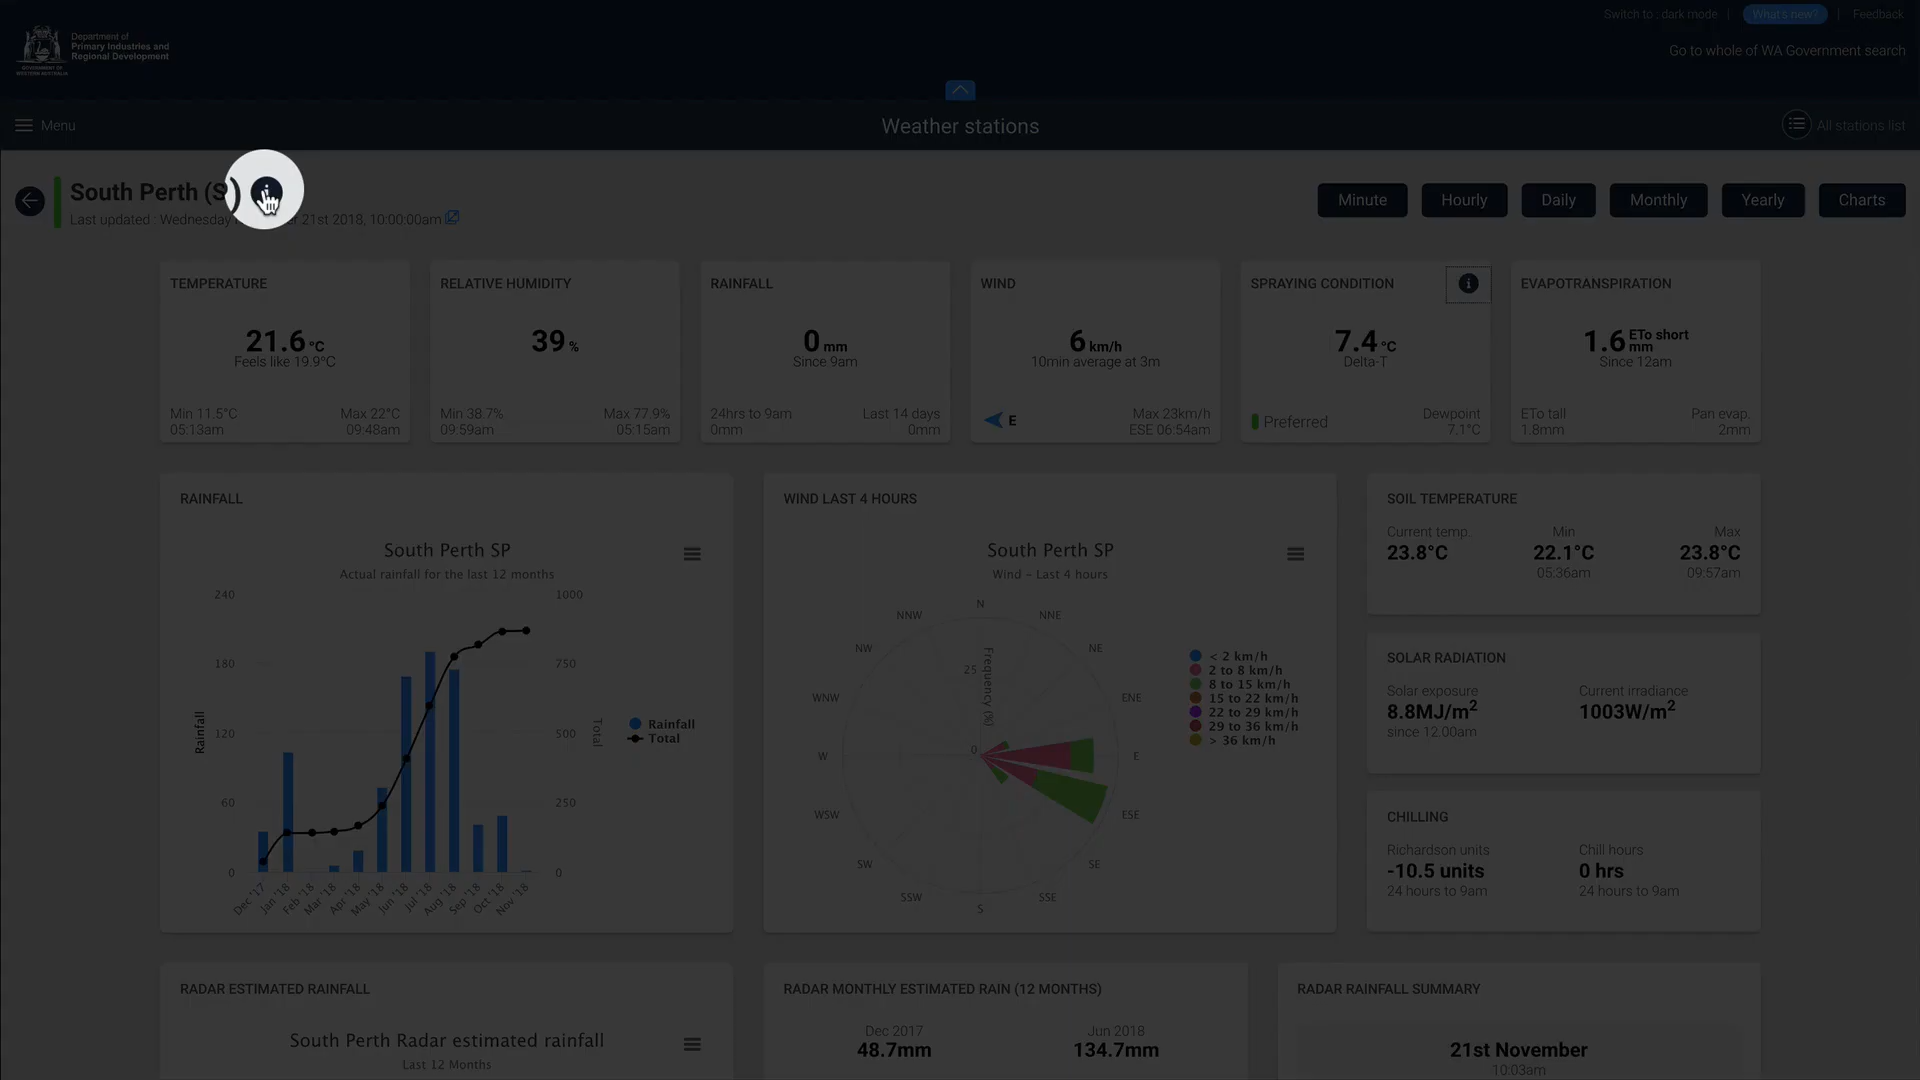 Switch to : dark mode
What's new?
Feedback
Department of
Primary Industries and
Regional Development
GOVERNMENT OF
WESTERN AUSTRALIA
Go to whole of WA Government search
Menu
Weather stations
All stations list
South Perth (S )
Last updated : Wednesday r 21st 2018, 10:00:00am
Minute
Hourly
Daily
Monthly
Yearly
Charts
TEMPERATURE
21.6 °C
Feels like 19.9°C
Min 11.5°C
05:13am
Max 22°C
09:48am
RELATIVE HUMIDITY
39 %
Min 38.7%
09:59am
Max 77.9%
05:15am
RAINFALL
0 mm
Since 9am
24hrs to 9am
0mm
Last 14 days
0mm
WIND
6 km/h
10min average at 3m
E
Max 23km/h
ESE 06:54am
SPRAYING CONDITION
7.4 °C
Delta-T
Preferred
Dewpoint
7.1°C
EVAPOTRANSPIRATION
1.6 ETo short mm
Since 12am
ETo tall
1.8mm
Pan evap.
2mm
RAINFALL
South Perth SP
Actual rainfall for the last 12 months
240
180
120
60
0
Rainfall
1000
750
500
250
0
Total
Rainfall
Total
Dec '17
Jan '18
Feb '18
Mar '18
Apr '18
May '18
Jun '18
Jul '18
Aug '18
Sep '18
Oct '18
Nov '18
WIND LAST 4 HOURS
South Perth SP
Wind – Last 4 hours
N
NNE
NE
ENE
E
ESE
SE
SSE
S
SSW
SW
WSW
W
WNW
NW
NNW
25
0
Frequency (%)
< 2 km/h
2 to 8 km/h
8 to 15 km/h
15 to 22 km/h
22 to 29 km/h
29 to 36 km/h
> 36 km/h
SOIL TEMPERATURE
Current temp.
23.8°C
Min
22.1°C
05:36am
Max
23.8°C
09:57am
SOLAR RADIATION
Solar exposure
8.8MJ/m²
since 12.00am
Current irradiance
1003W/m²
CHILLING
Richardson units
-10.5 units
24 hours to 9am
Chill hours
0 hrs
24 hours to 9am
RADAR ESTIMATED RAINFALL
South Perth Radar estimated rainfall
Last 12 Months
RADAR MONTHLY ESTIMATED RAIN (12 MONTHS)
Dec 2017
48.7mm
Jun 2018
134.7mm
RADAR RAINFALL SUMMARY
21st November
10:03am